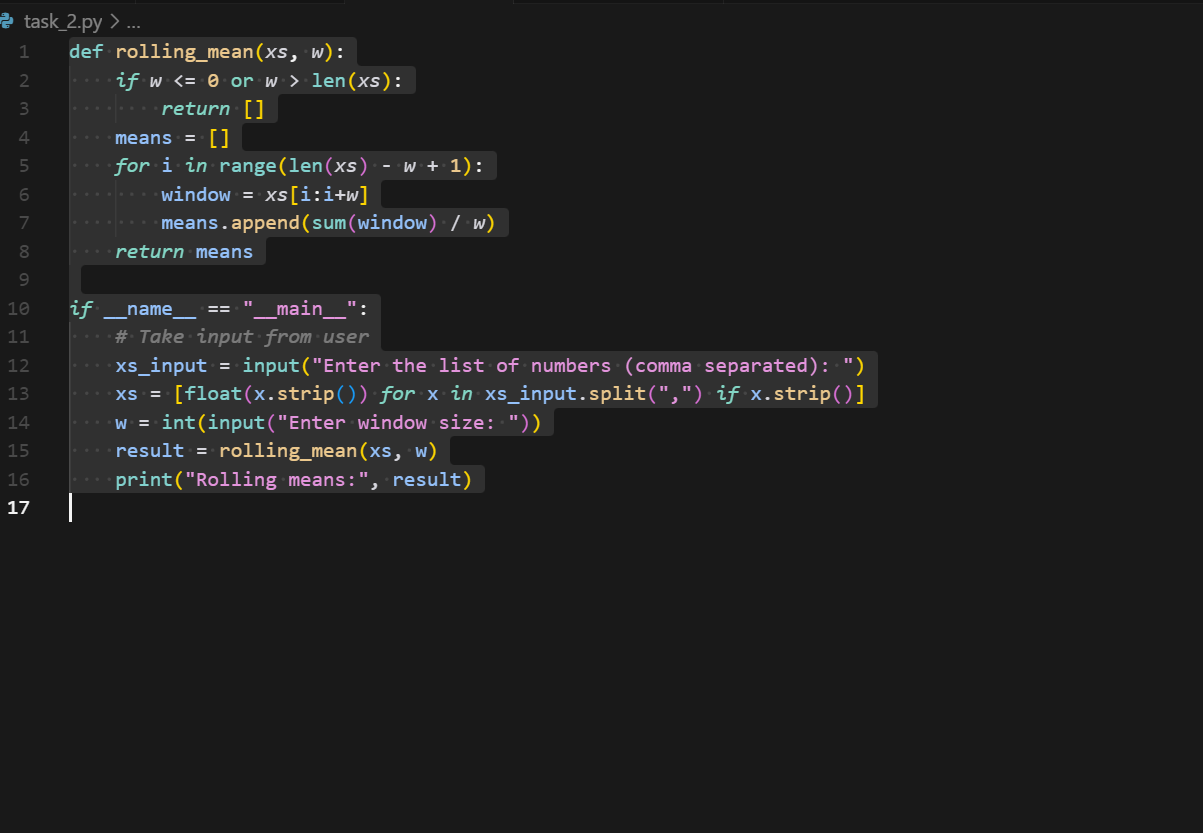 task_2.py > ...
1 def rolling_mean(xs, w):
2     if w <= 0 or w > len(xs):
3         return []
4     means = []
5     for i in range(len(xs) - w + 1):
6         window = xs[i:i+w]
7         means.append(sum(window) / w)
8     return means
9
10 if __name__ == "__main__":
11     # Take input from user
12     xs_input = input("Enter the list of numbers (comma separated): ")
13     xs = [float(x.strip()) for x in xs_input.split(",") if x.strip()]
14     w = int(input("Enter window size: "))
15     result = rolling_mean(xs, w)
16     print("Rolling means:", result)
17